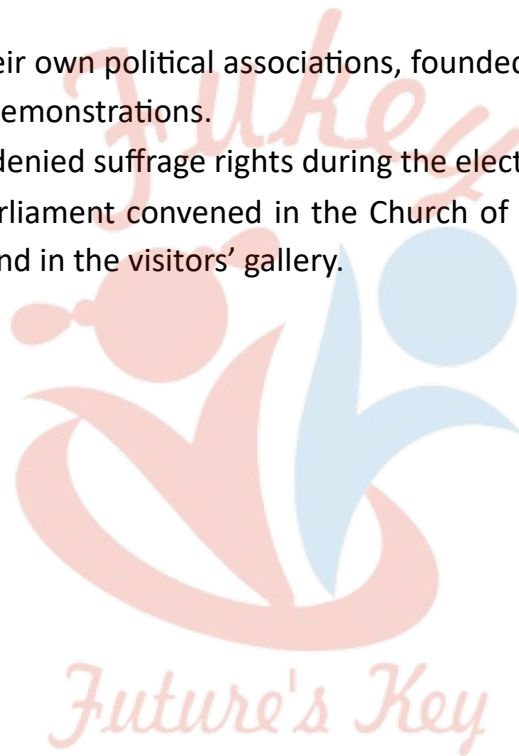 eir own political associations, founded
emonstrations.
denied suffrage rights during the elect
rliament convened in the Church of
nd in the visitors’ gallery.
Fukey
Future's Key